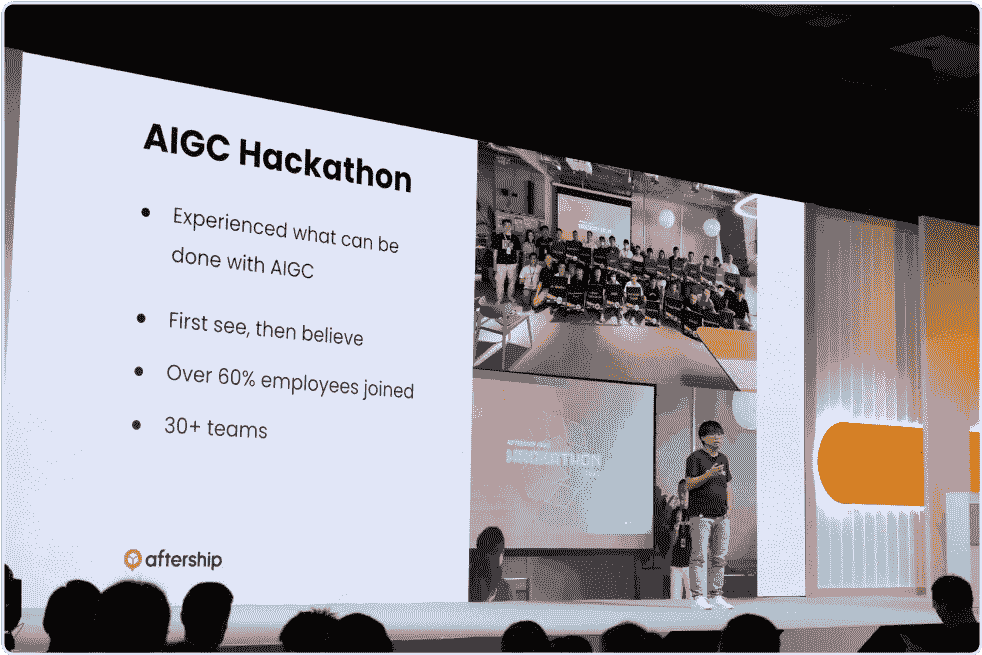 AIGC Hackathon
Experienced what can be
done with AIGC
First see, then believe
Over 60% employees joined
30+ teams
HACKATHON
aftership